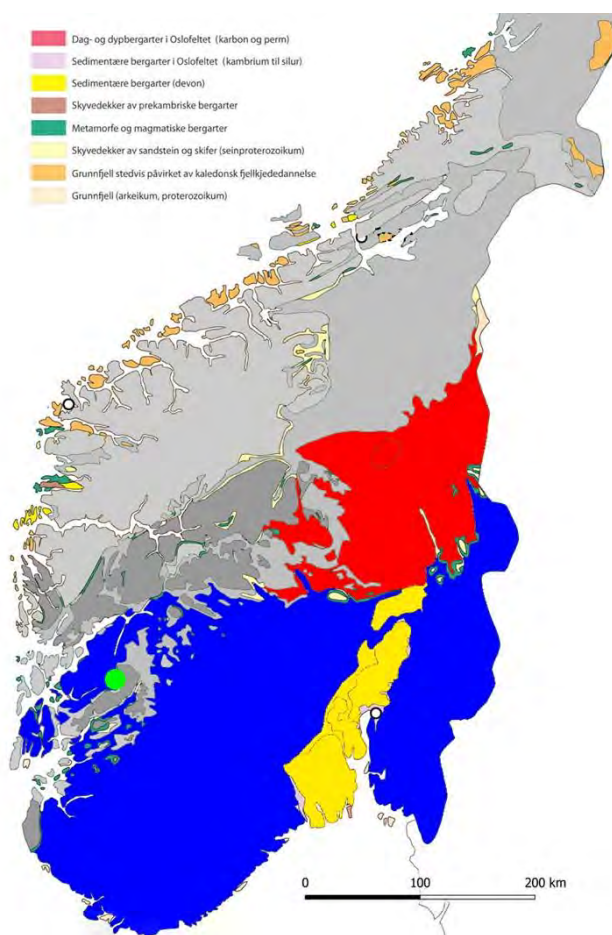 Dag- og dypbergarter i Oslofeltet (karbon og perm)
Sedimentære bergarter i Oslofeltet (kambrium til silur)
Sedimentære bergarter (devon)
Skyvedekker av prekambriske bergarter
Metamorfe og magmatiske bergarter
Skyvedekker av sandstein og skifer (seinproterozoikum)
Grunnfjell stedvis påvirket av kaledonsk fjellkjededannelse
Grunnfjell (arkeikum, proterozoikum)
0 100 200 km